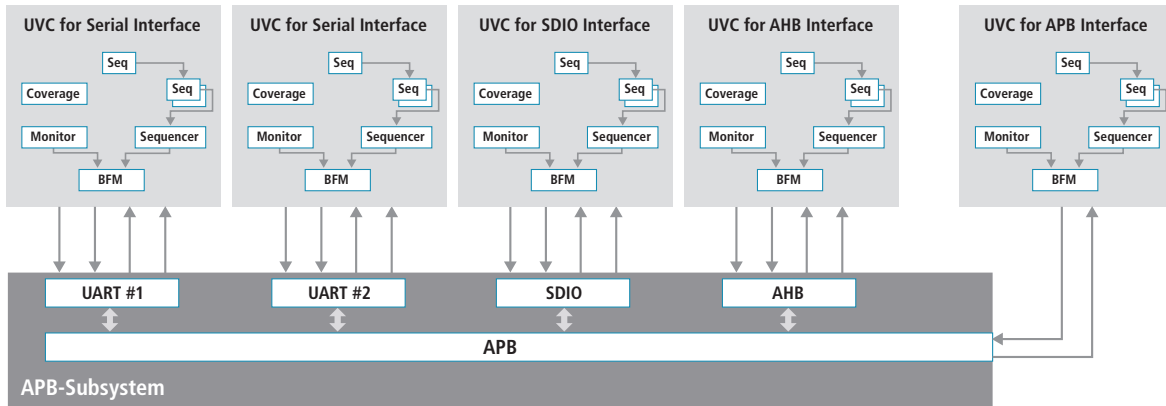 UVC for Serial Interface
Seq
Seq
Coverage
Monitor
Sequencer
BFM
UVC for Serial Interface
Seq
Seq
Coverage
Monitor
Sequencer
BFM
UVC for SDIO Interface
Seq
Seq
Coverage
Monitor
Sequencer
BFM
UVC for AHB Interface
Seq
Seq
Coverage
Monitor
Sequencer
BFM
UVC for APB Interface
Seq
Seq
Coverage
Monitor
Sequencer
BFM
UART #1
UART #2
SDIO
AHB
APB
APB-Subsystem